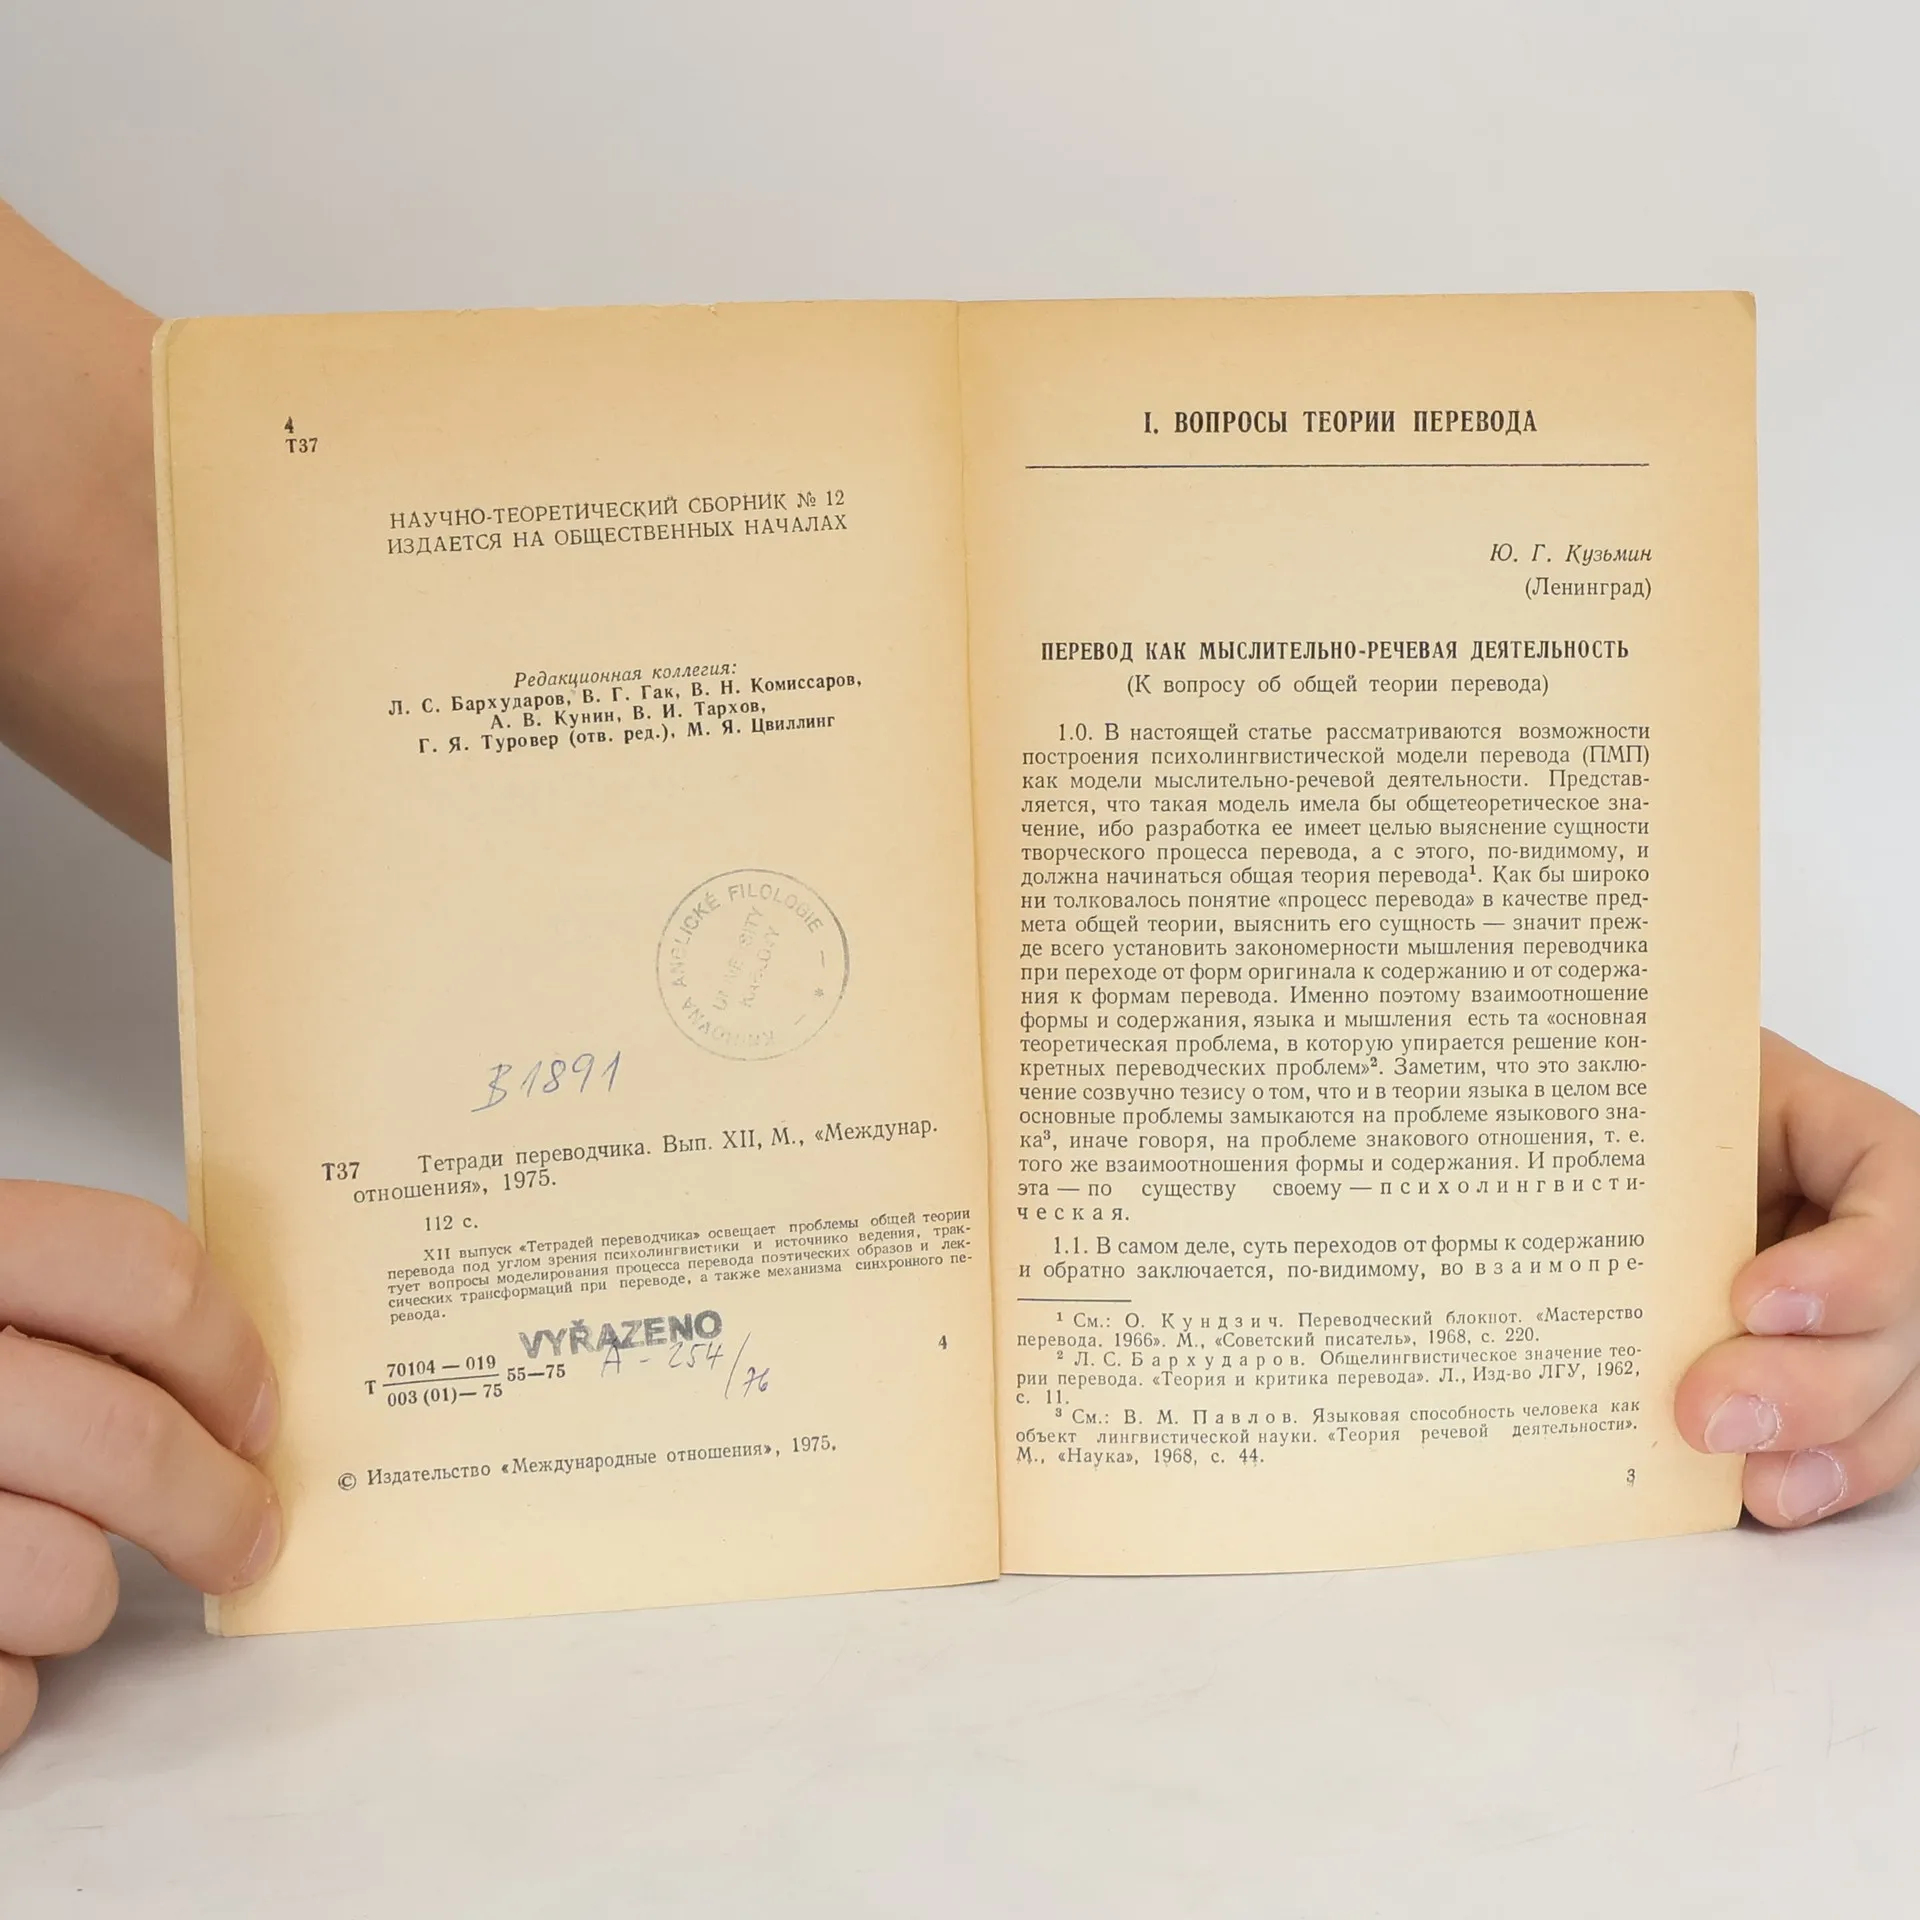 4
Т37
НАУЧНО-ТЕОРЕТИЧЕСКИЙ СБОРНИК № 12
ИЗДАЕТСЯ НА ОБЩЕСТВЕННЫХ НАЧАЛАХ
Редакционная коллегия:
Л. С. Бархударов, В. Г. Гак, В. Н. Комиссаров,
А. В. Кунин, В. И. Тархов,
Г. Я. Туровер (отв. ред.), М. Я. Цвиллинг
KNIHOVNA ANGLICKÉ FILOLOGIE
UNIVERSITY
KARLOVY
B 1891
Т37 Тетради переводчика. Вып. XII, М., «Междунар.
отношения», 1975.
112 с.
XII выпуск «Тетрадей переводчика» освещает проблемы общей теории
перевода под углом зрения психолингвистики и источнико ведения, трак-
тует вопросы моделирования процесса перевода поэтических образов и лек-
сических трансформаций при переводе, а также механизма синхронного пе-
ревода.
VYŘAZENO
A - 254/76
Т 70104 — 019 55—75 4
003 (01)— 75
© Издательство «Международные отношения», 1975.
I. ВОПРОСЫ ТЕОРИИ ПЕРЕВОДА
Ю. Г. Кузьмин
(Ленинград)
ПЕРЕВОД КАК МЫСЛИТЕЛЬНО-РЕЧЕВАЯ ДЕЯТЕЛЬНОСТЬ
(К вопросу об общей теории перевода)
1.0. В настоящей статье рассматриваются возможности
построения психолингвистической модели перевода (ПМП)
как модели мыслительно-речевой деятельности. Представ-
ляется, что такая модель имела бы общетеоретическое зна-
чение, ибо разработка ее имеет целью выяснение сущности
творческого процесса перевода, а с этого, по-видимому, и
должна начинаться общая теория перевода¹. Как бы широко
ни толковалось понятие «процесс перевода» в качестве пред-
мета общей теории, выяснить его сущность — значит преж-
де всего установить закономерности мышления переводчика
при переходе от форм оригинала к содержанию и от содержа-
ния к формам перевода. Именно поэтому взаимоотношение
формы и содержания, языка и мышления есть та «основная
теоретическая проблема, в которую упирается решение кон-
кретных переводческих проблем»². Заметим, что это заклю-
чение созвучно тезису о том, что и в теории языка в целом все
основные проблемы замыкаются на проблеме языкового зна-
ка³, иначе говоря, на проблеме знакового отношения, т. е.
того же взаимоотношения формы и содержания. И проблема
эта — по существу своему — п с и х о л и н г в и с т и-
ч е с к а я.
1.1. В самом деле, суть переходов от формы к содержанию
и обратно заключается, по-видимому, во в з а и м о п р е-
¹ См.: О. К у н д з и ч. Переводческий блокнот. «Мастерство
перевода. 1966». М., «Советский писатель», 1968, с. 220.
² Л. С. Б а р х у д а р о в. Общелингвистическое значение тео-
рии перевода. «Теория и критика перевода». Л., Изд-во ЛГУ, 1962,
с. 11.
³ См.: В. М. П а в л о в. Языковая способность человека как
объект лингвистической науки. «Теория речевой деятельности».
М., «Наука», 1968, с. 44.
3